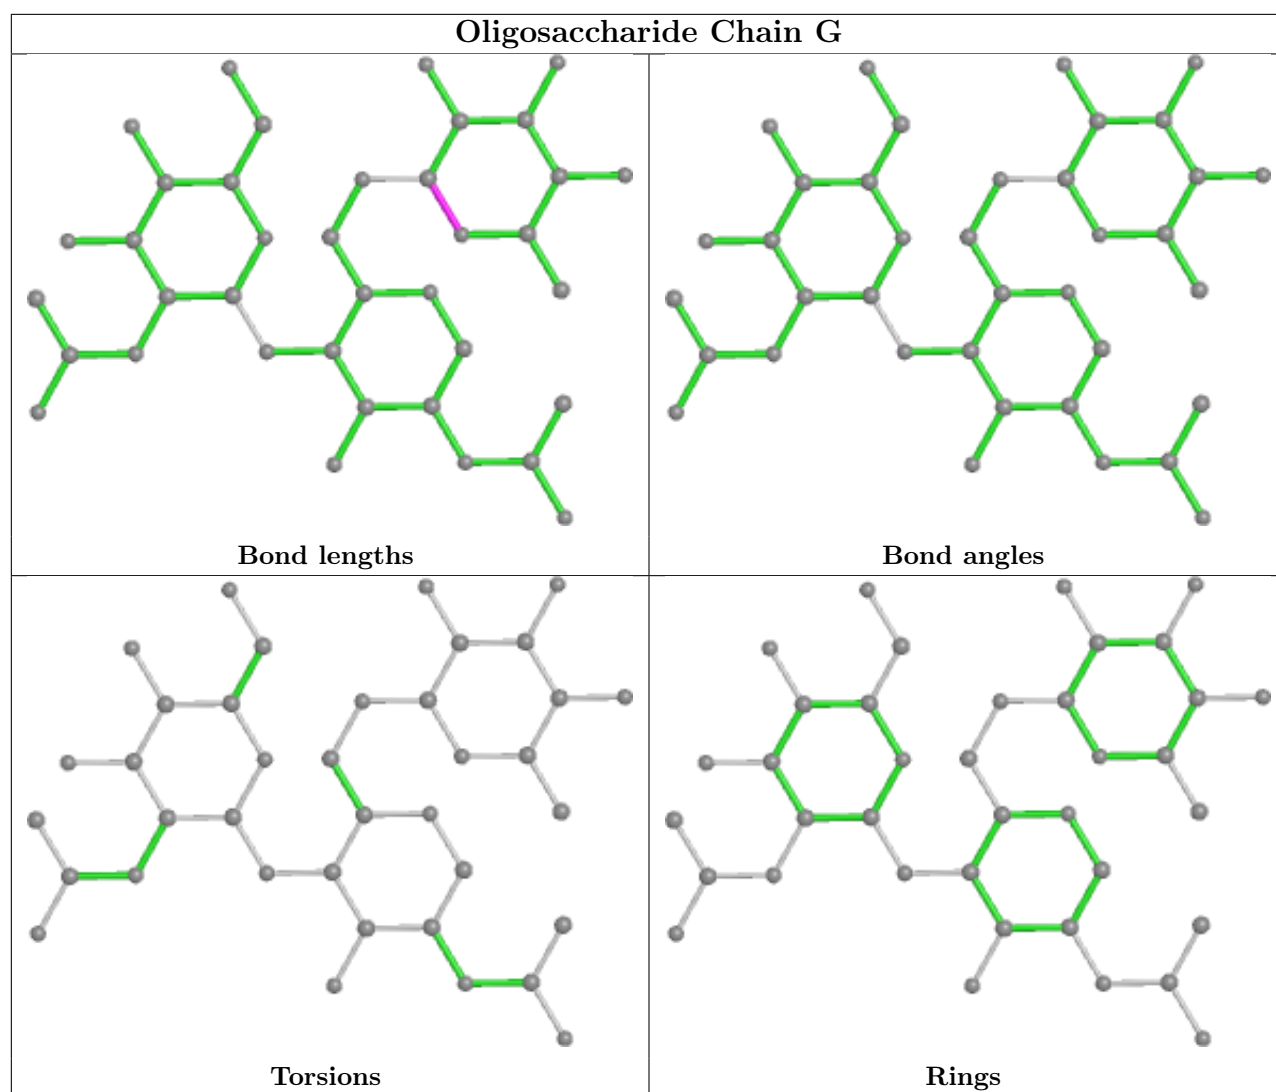 Oligosaccharide Chain G
Bond lengths
Bond angles
Torsions
Rings